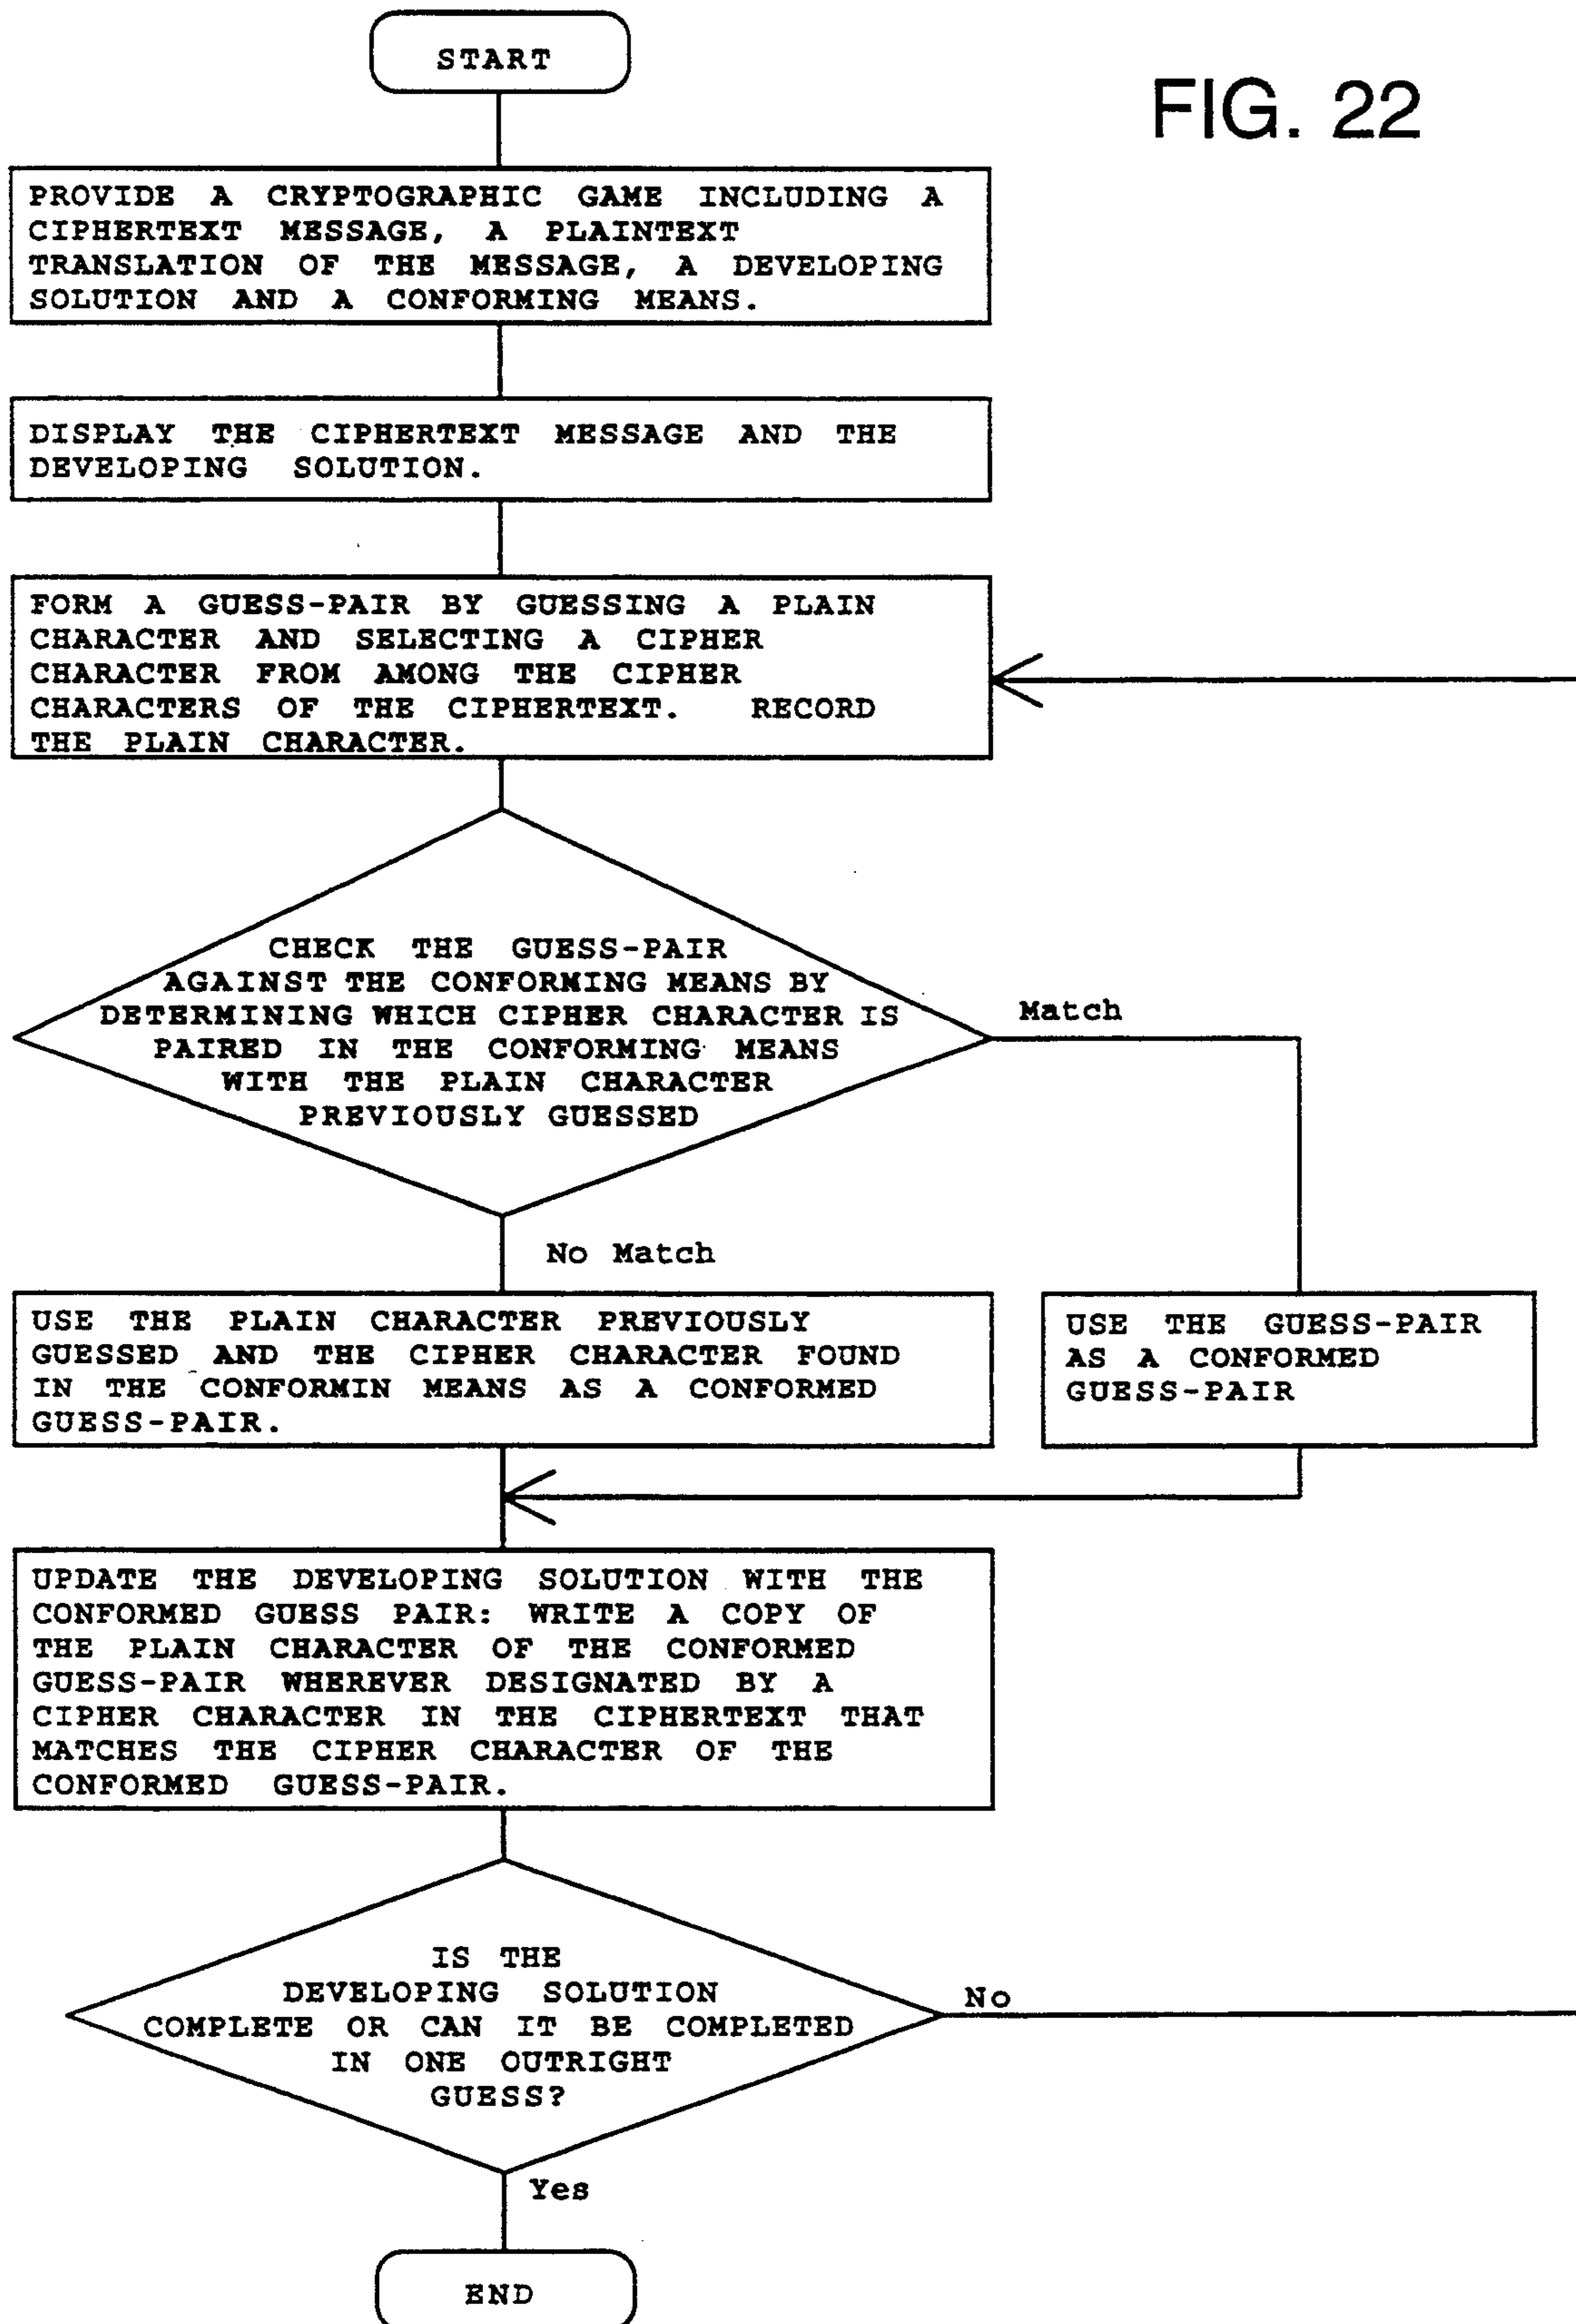 START
FIG. 22
PROVIDE A CRYPTOGRAPHIC GAME INCLUDING A
CIPHERTEXT MESSAGE, A PLAINTEXT
TRANSLATION OF THE MESSAGE, A DEVELOPING
SOLUTION AND A CONFORMING MEANS.
DISPLAY THE CIPHERTEXT MESSAGE AND THE
DEVELOPING SOLUTION.
FORM A GUESS-PAIR BY GUESSING A PLAIN
CHARACTER AND SELECTING A CIPHER
CHARACTER FROM AMONG THE CIPHER
CHARACTERS OF THE CIPHERTEXT. RECORD
THE PLAIN CHARACTER.
CHECK THE GUESS-PAIR
AGAINST THE CONFORMING MEANS BY
DETERMINING WHICH CIPHER CHARACTER IS
PAIRED IN THE CONFORMING MEANS
WITH THE PLAIN CHARACTER
PREVIOUSLY GUESSED
Match
No Match
USE THE PLAIN CHARACTER PREVIOUSLY
GUESSED AND THE CIPHER CHARACTER FOUND
IN THE CONFORMIN MEANS AS A CONFORMED
GUESS-PAIR.
USE THE GUESS-PAIR
AS A CONFORMED
GUESS-PAIR
UPDATE THE DEVELOPING SOLUTION WITH THE
CONFORMED GUESS PAIR: WRITE A COPY OF
THE PLAIN CHARACTER OF THE CONFORMED
GUESS-PAIR WHEREVER DESIGNATED BY A
CIPHER CHARACTER IN THE CIPHERTEXT THAT
MATCHES THE CIPHER CHARACTER OF THE
CONFORMED GUESS-PAIR.
IS THE
DEVELOPING SOLUTION
COMPLETE OR CAN IT BE COMPLETED
IN ONE OUTRIGHT
GUESS?
No
Yes
END